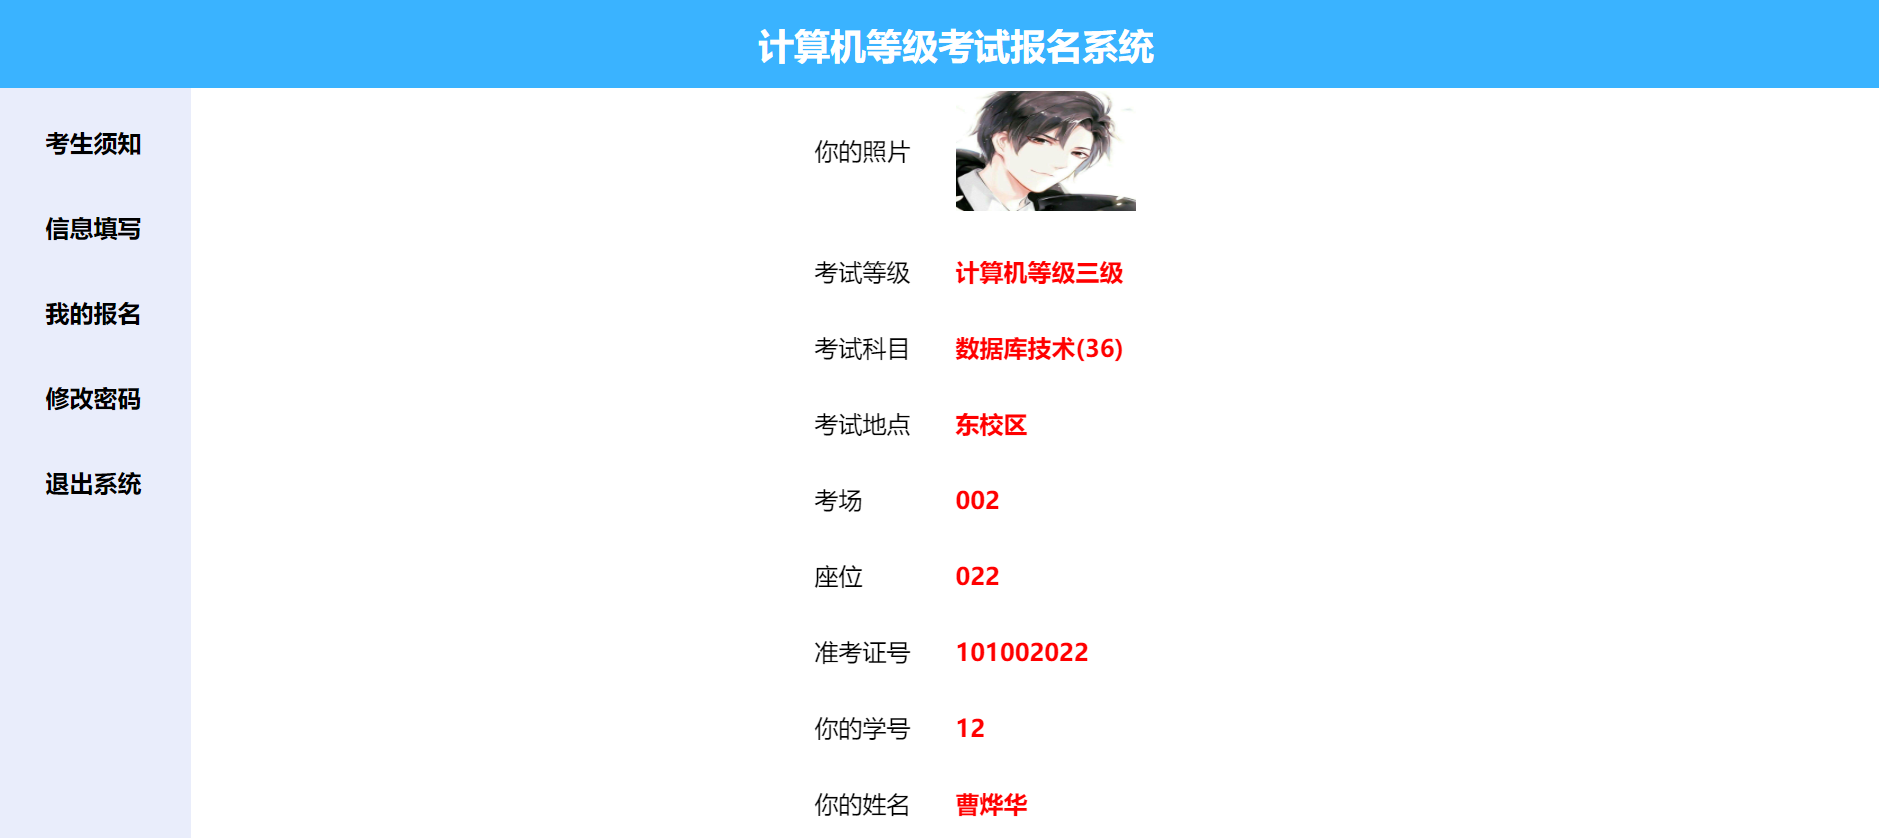 计算机等级考试报名系统
考生须知
信息填写
我的报名
修改密码
退出系统
你的照片
考试等级 计算机等级三级
考试科目 数据库技术(36)
考试地点 东校区
考场 002
座位 022
准考证号 101002022
你的学号 12
你的姓名 曹烨华